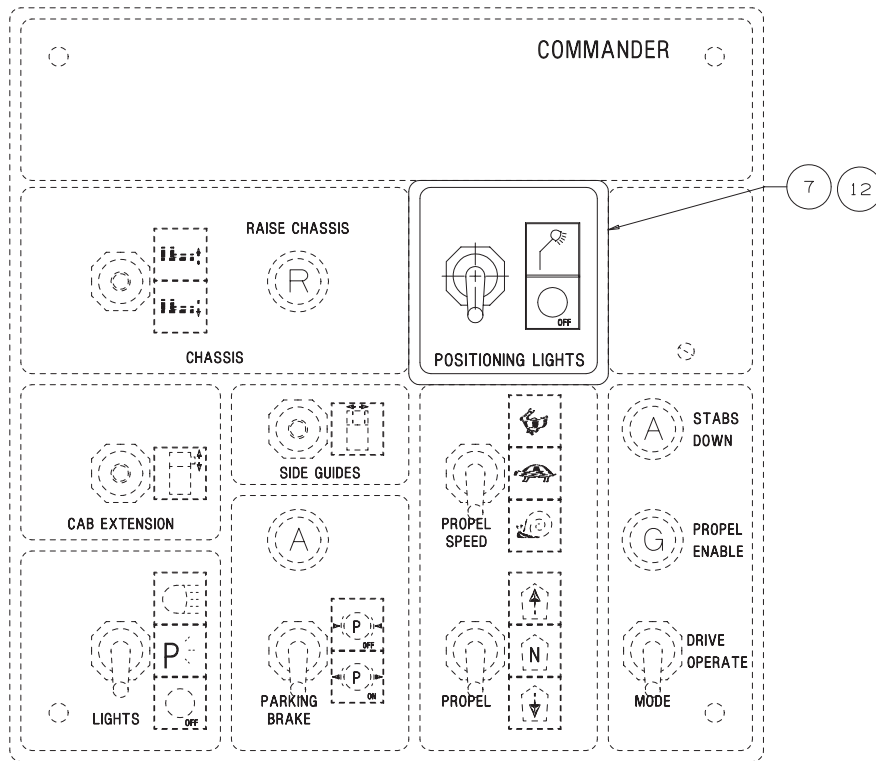 COMMANDER
7 12
RAISE CHASSIS
R
OFF
CHASSIS
POSITIONING LIGHTS
A STABS
DOWN
SIDE GUIDES
CAB EXTENSION
PROPEL
SPEED
A
G PROPEL
ENABLE
P
OFF
P
OFF
P
ON
N
DRIVE
OPERATE
LIGHTS
PARKING
BRAKE
PROPEL
MODE